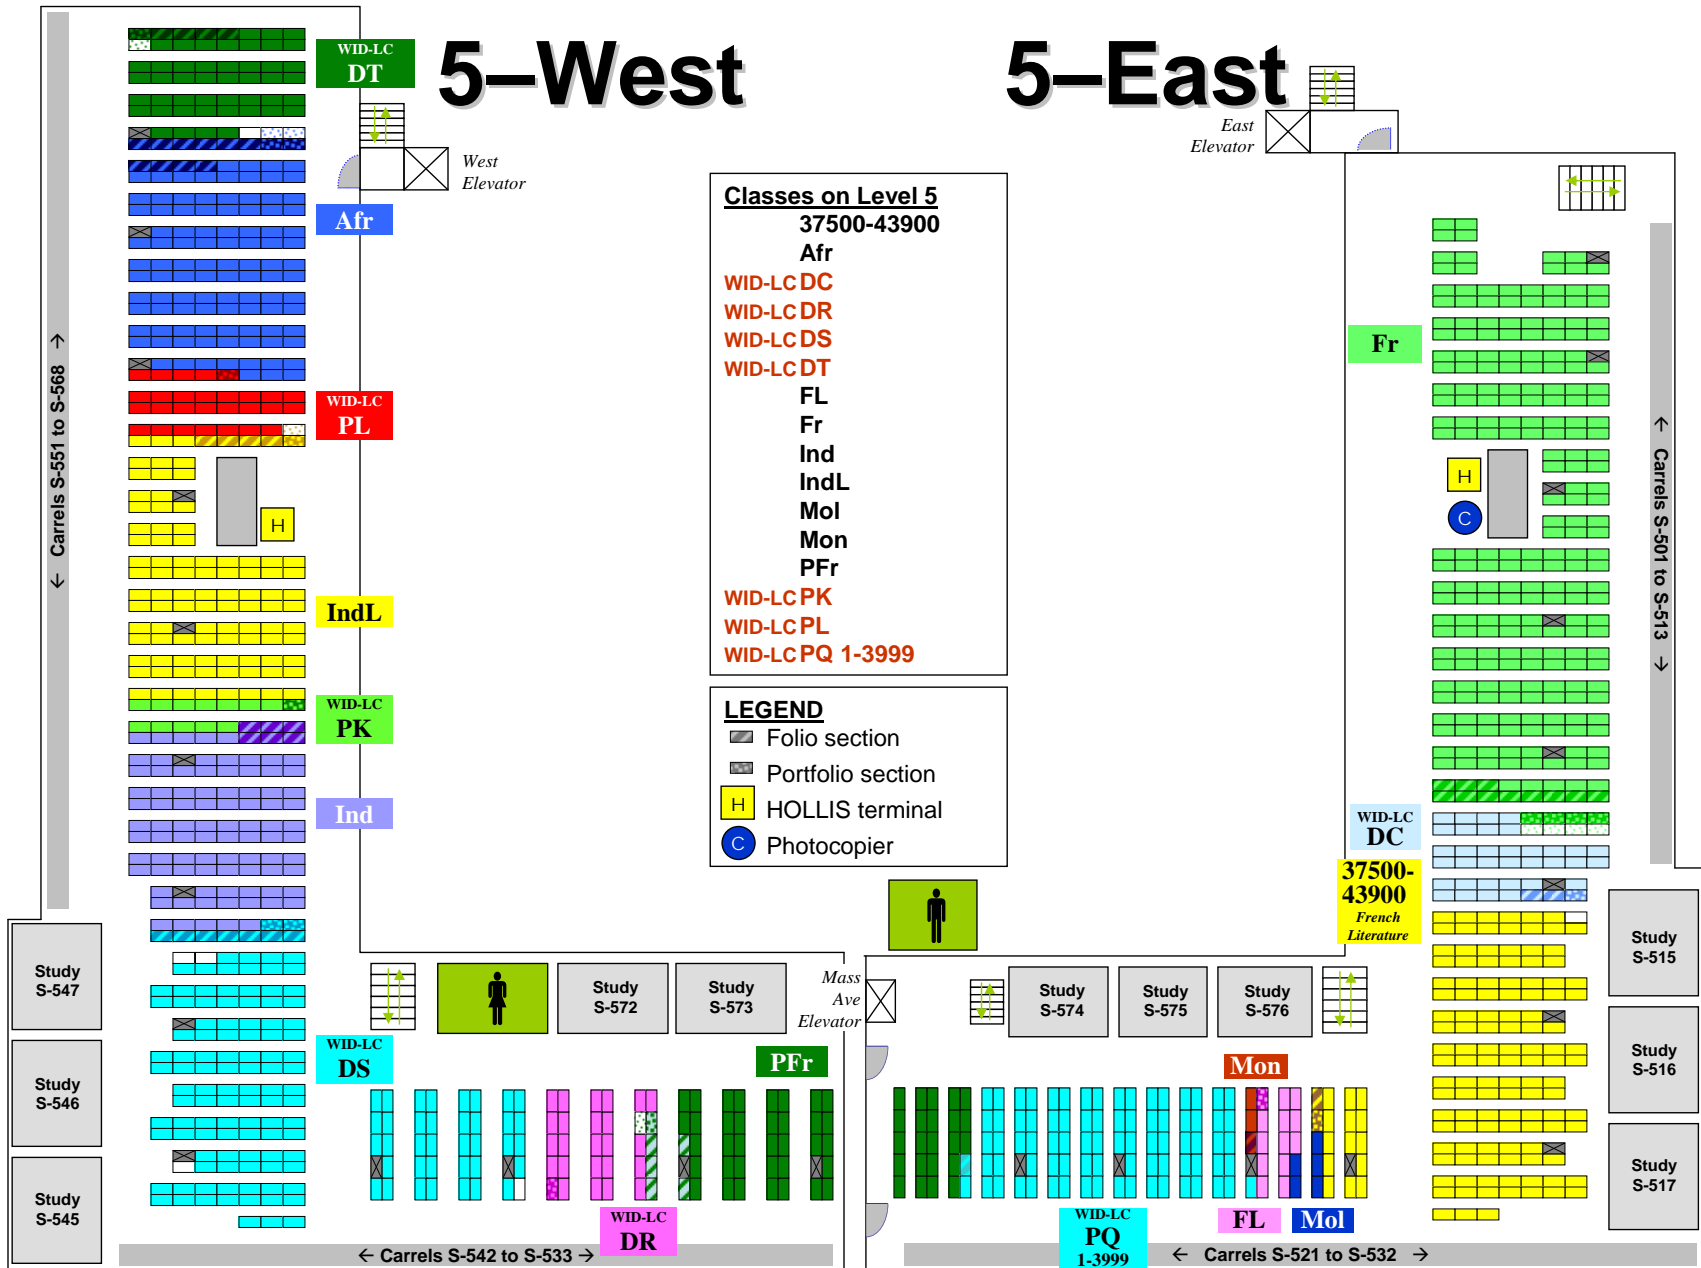 5–West
5–East
WID-LC
DT
West
Elevator
East
Elevator
Afr
Classes on Level 5
37500-43900
Afr
WID-LC DC
WID-LC DR
WID-LC DS
WID-LC DT
FL
Fr
Ind
IndL
Mol
Mon
PFr
WID-LC PK
WID-LC PL
WID-LC PQ 1-3999
Fr
WID-LC
PL
← Carrels S-551 to S-568 →
← Carrels S-501 to S-513 →
H
H
C
IndL
WID-LC
PK
LEGEND
Folio section
Portfolio section
H HOLLIS terminal
C Photocopier
Ind
WID-LC
DC
37500-
43900
French
Literature
Study
S-547
Study
S-546
Study
S-545
Study
S-572
Study
S-573
Mass
Ave
Elevator
Study
S-574
Study
S-575
Study
S-576
Study
S-515
Study
S-516
Study
S-517
WID-LC
DS
PFr
Mon
WID-LC
DR
WID-LC
PQ
1-3999
FL
Mol
← Carrels S-542 to S-533 →
← Carrels S-521 to S-532 →